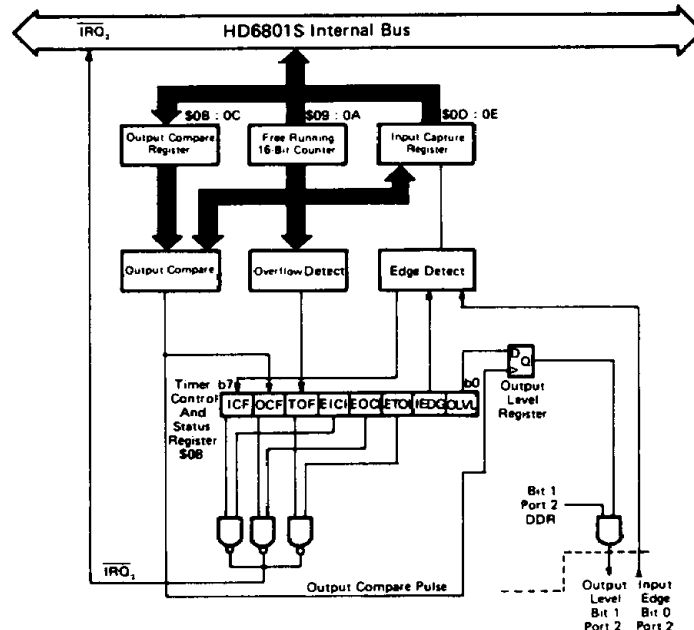 IRQ₂
HD6801S Internal Bus
$0B : 0C
$09 : 0A
$0D : 0E
Output Compare
Register
Free Running
16-Bit Counter
Input Capture
Register
Output Compare
Overflow Detect
Edge Detect
Timer
Control
And
Status
Register
$08
b7
b0
ICF
OCF
TOF
EICI
EOCI
ETOI
IEDG
OLVL
D
Q
Output
Level
Register
Bit 1
Port 2
DDR
IRQ₂
Output Compare Pulse
Output
Level
Bit 1
Port 2
Input
Edge
Bit 0
Port 2